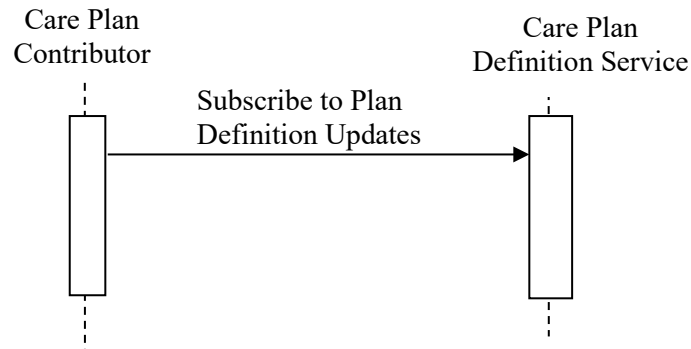 Care Plan
Contributor
Care Plan
Definition Service
Subscribe to Plan
Definition Updates